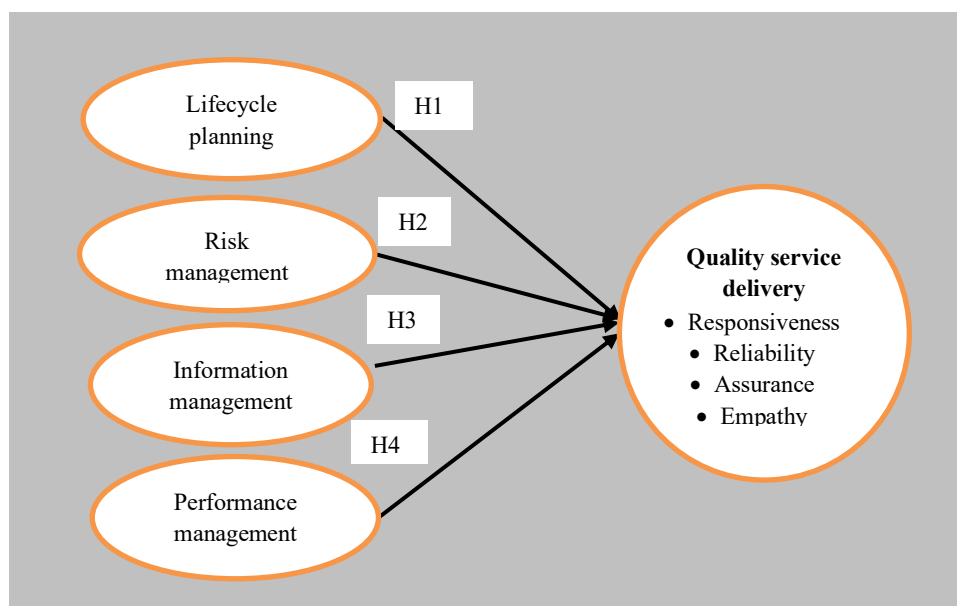 Lifecycle
planning
H1
Risk
management
H2
Information
management
H3
Performance
management
H4
Quality service
delivery
• Responsiveness
• Reliability
• Assurance
• Empathy